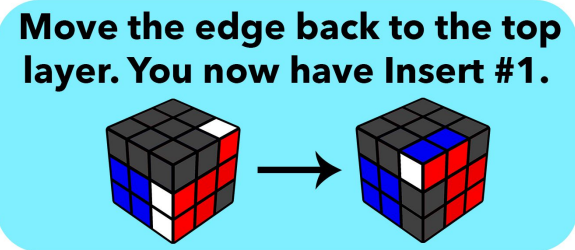 Move the edge back to the top
layer. You now have Insert #1.